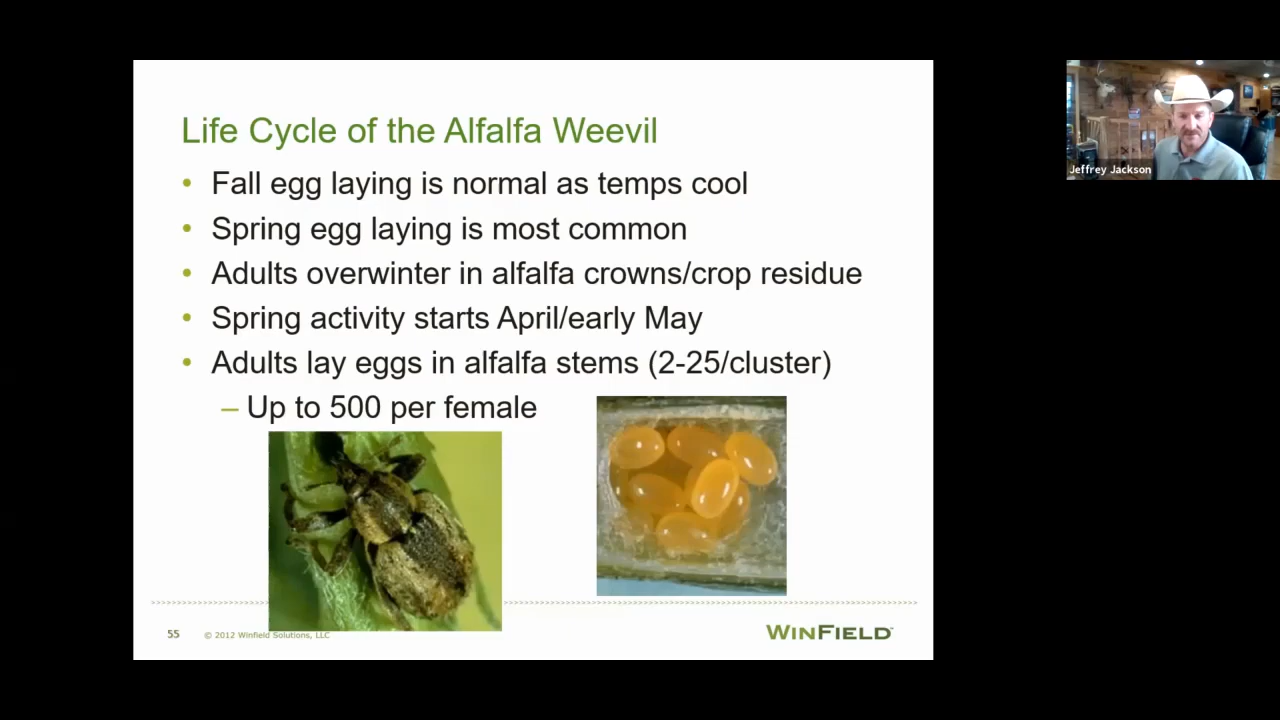 Life Cycle of the Alfalfa Weevil
• Fall egg laying is normal as temps cool
• Spring egg laying is most common
• Adults overwinter in alfalfa crowns/crop residue
• Spring activity starts April/early May
• Adults lay eggs in alfalfa stems (2-25/cluster)
– Up to 500 per female
55
© 2012 Winfield Solutions, LLC
WINFIELD™
Jeffrey Jackson